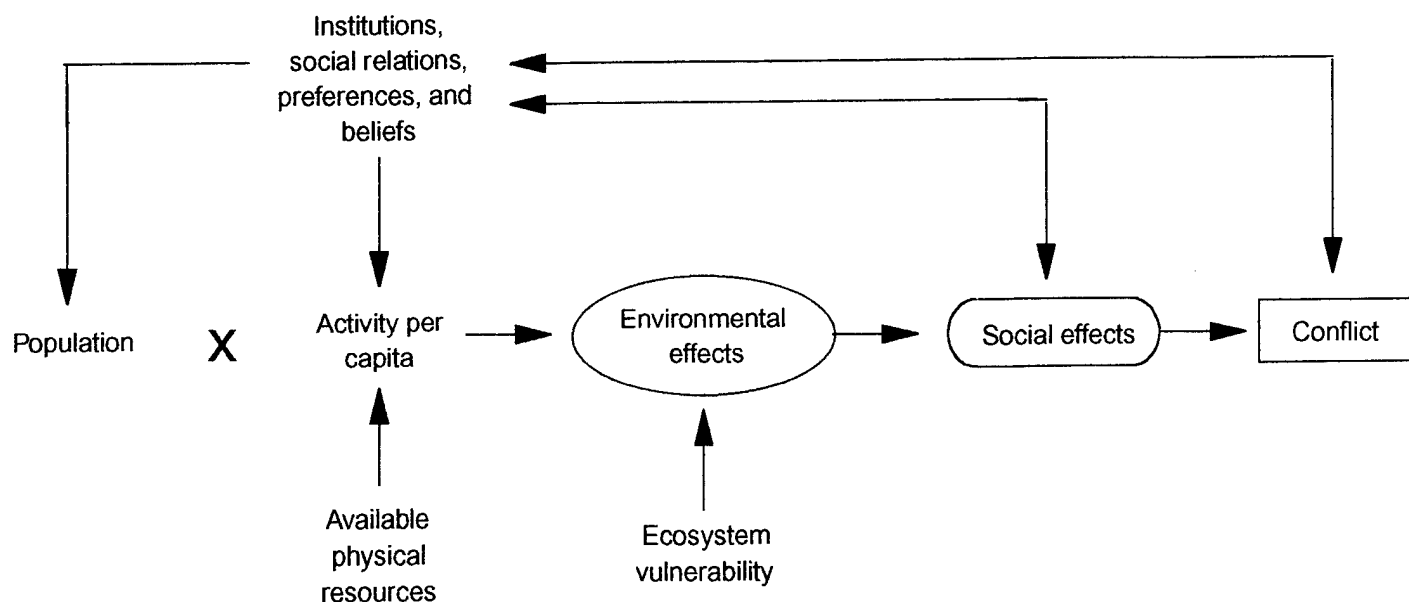 Institutions,
social relations,
preferences, and
beliefs
Population
X
Activity per
capita
Environmental
effects
Social effects
Conflict
Available
physical
resources
Ecosystem
vulnerability